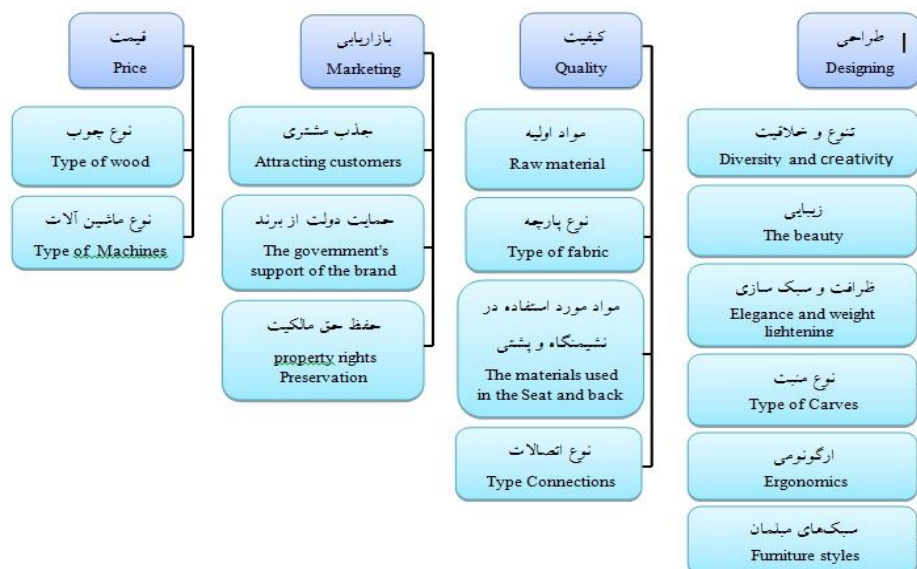 قیمت
Price
نوع چوب
Type of wood
نوع ماشین آلات
Type of Machines
بازاریابی
Marketing
جذب مشتری
Attracting customers
حمایت دولت از برند
The government's
support of the brand
حفظ حق مالکیت
property rights
Preservation
کیفیت
Quality
مواد اولیه
Raw material
نوع پارچه
Type of fabric
مواد مورد استفاده در
نشیمنگاه و پشتی
The materials used
in the Seat and back
نوع اتصالات
Type Connections
طراحی
Designing
تنوع و خلاقیت
Diversity and creativity
زیبایی
The beauty
ظرافت و سبک سازی
Elegance and weight
lightening
نوع منبت
Type of Carves
ارگونومی
Ergonomics
سبک‌های مبلمان
Furniture styles